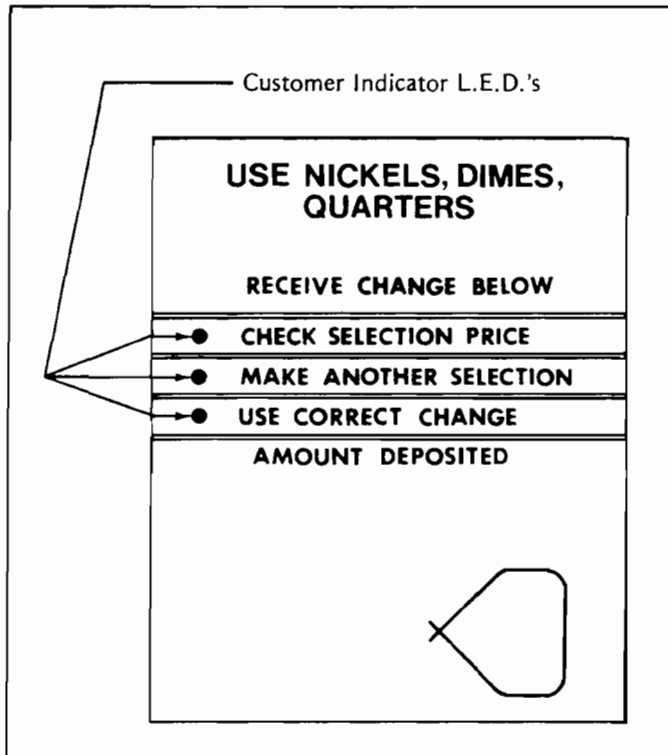 Customer Indicator L.E.D.'s
USE NICKELS, DIMES,
QUARTERS
RECEIVE CHANGE BELOW
CHECK SELECTION PRICE
MAKE ANOTHER SELECTION
USE CORRECT CHANGE
AMOUNT DEPOSITED